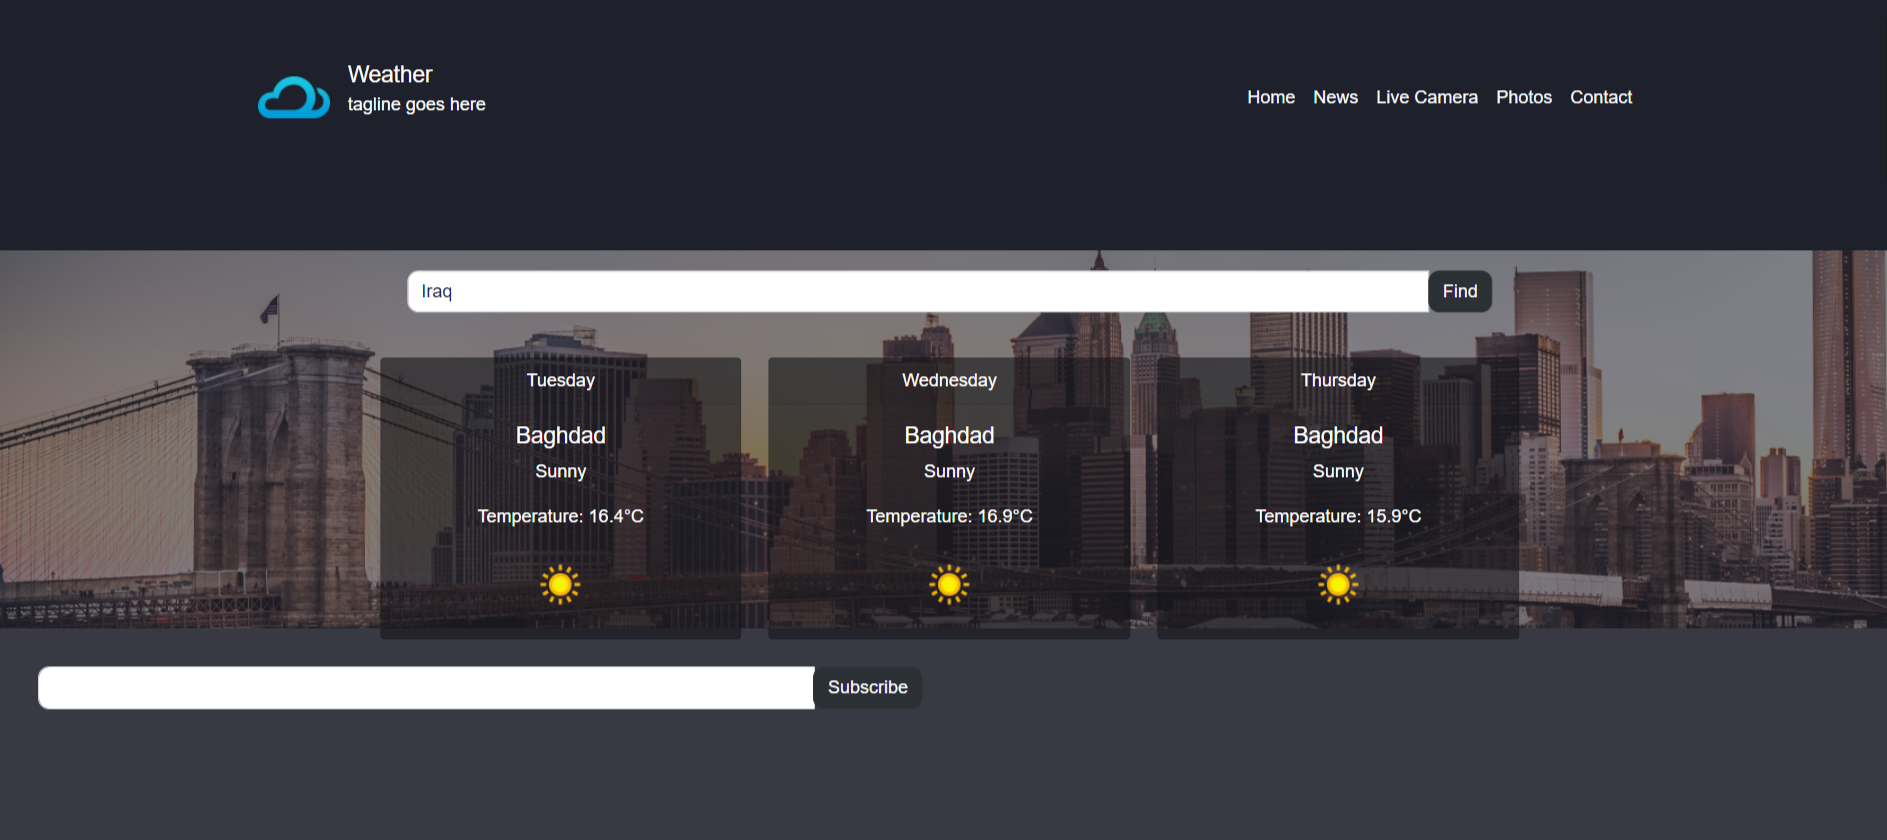 Weather
tagline goes here
Home News Live Camera Photos Contact
Iraq Find
Tuesday
Baghdad
Sunny
Temperature: 16.4°C
Wednesday
Baghdad
Sunny
Temperature: 16.9°C
Thursday
Baghdad
Sunny
Temperature: 15.9°C
Subscribe